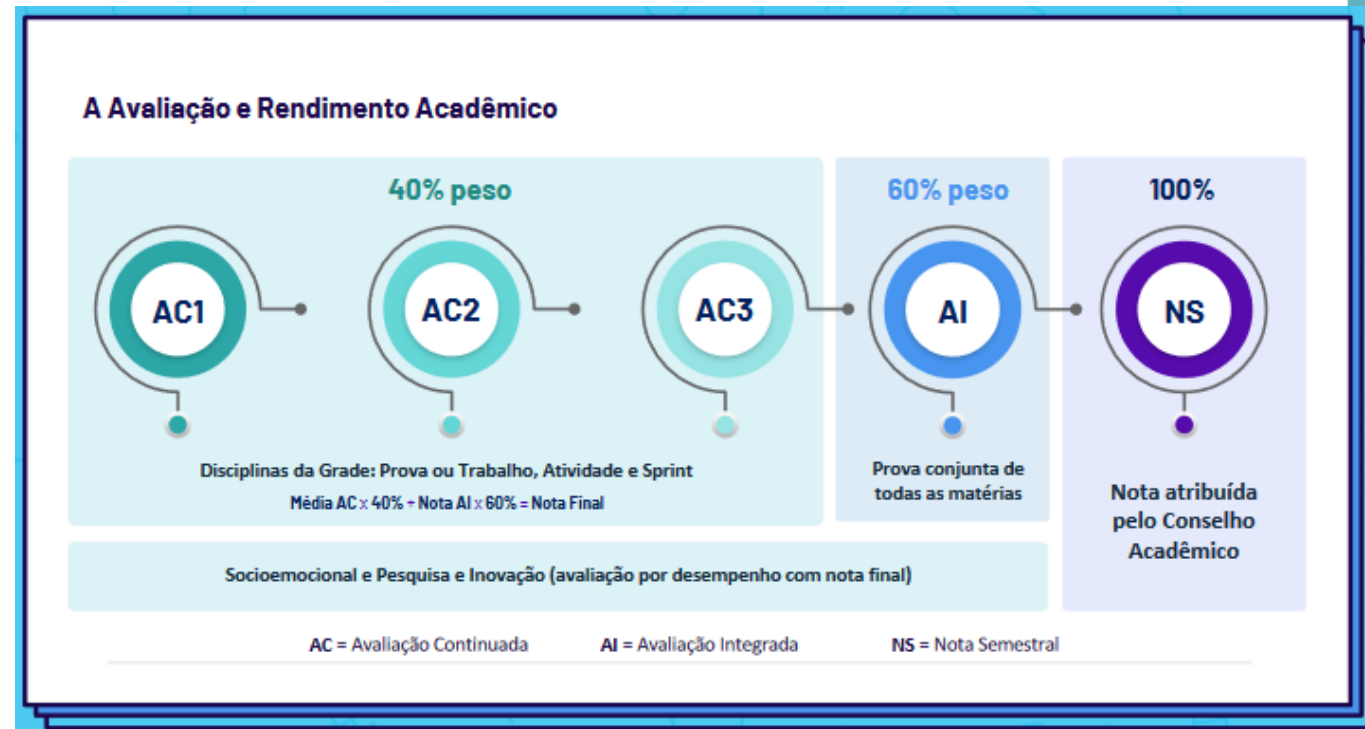 A Avaliação e Rendimento Acadêmico
40% peso
60% peso
100%
AC1
AC2
AC3
AI
NS
Disciplinas da Grade: Prova ou Trabalho, Atividade e Sprint
Média AC x 40% + Nota AI x 60% = Nota Final
Prova conjunta de
todas as matérias
Nota atribuída
pelo Conselho
Acadêmico
Socioemocional e Pesquisa e Inovação (avaliação por desempenho com nota final)
AC = Avaliação Continuada
AI = Avaliação Integrada
NS = Nota Semestral